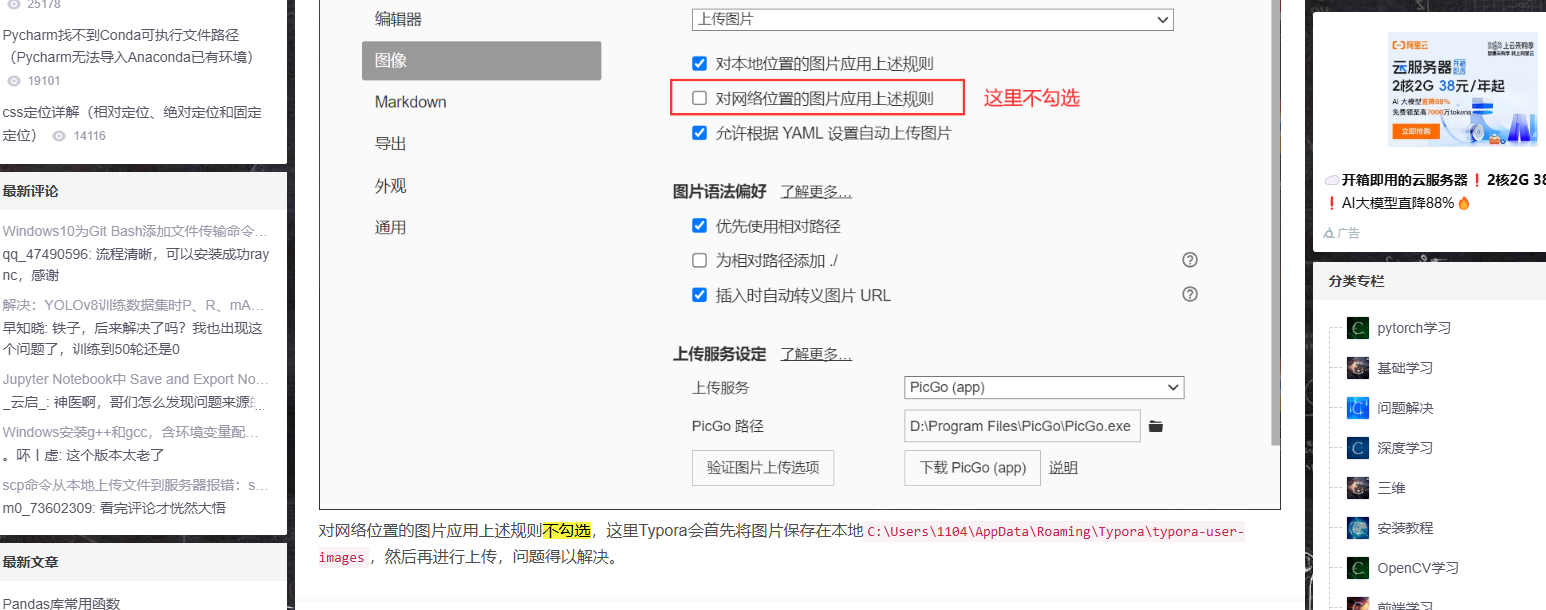 25178
Pycharm找不到Conda可执行文件路径
（Pycharm无法导入Anaconda已有环境）
19101
css定位详解（相对定位、绝对定位和固定
定位） 14116
最新评论
Windows10为Git Bash添加文件传输命令...
qq_47490596: 流程清晰，可以安装成功ray
nc，感谢
解决：YOLOv8训练数据集时P、R、mA...
早知晓: 铁子，后来解决了吗？我也出现这
个问题了，训练到50轮还是0
Jupyter Notebook中 Save and Export No...
_云启_: 神医啊，哥们怎么发现问题来源
Windows安装g++和gcc，含环境变量配...
。吥丨虚: 这个版本太老了
scp命令从本地上传文件到服务器报错：s...
m0_73602309: 看完评论才恍然大悟
最新文章
Pandas库常用函数
编辑器
图像
Markdown
导出
外观
通用
上传图片
对本地位置的图片应用上述规则
对网络位置的图片应用上述规则 这里不勾选
允许根据 YAML 设置自动上传图片
图片语法偏好 了解更多...
优先使用相对路径
为相对路径添加 ./
插入时自动转义图片 URL
上传服务设定 了解更多...
上传服务 PicGo (app)
PicGo 路径 D:\Program Files\PicGo\PicGo.exe
验证图片上传选项 下载 PicGo (app) 说明
对网络位置的图片应用上述规则不勾选，这里Typora会首先将图片保存在本地 C:\Users\1104\AppData\Roaming\Typora\typora-user-
images ，然后再进行上传，问题得以解决。
阿里云
云服务器
2核2G 38元/年起
AI 大模型直降88%
免费领至高7000万tokens
立即抢购
开箱即用的云服务器❗2核2G 38
❗AI大模型直降88%🔥
广告
分类专栏
pytorch学习
基础学习
问题解决
深度学习
三维
安装教程
OpenCV学习
前端学习